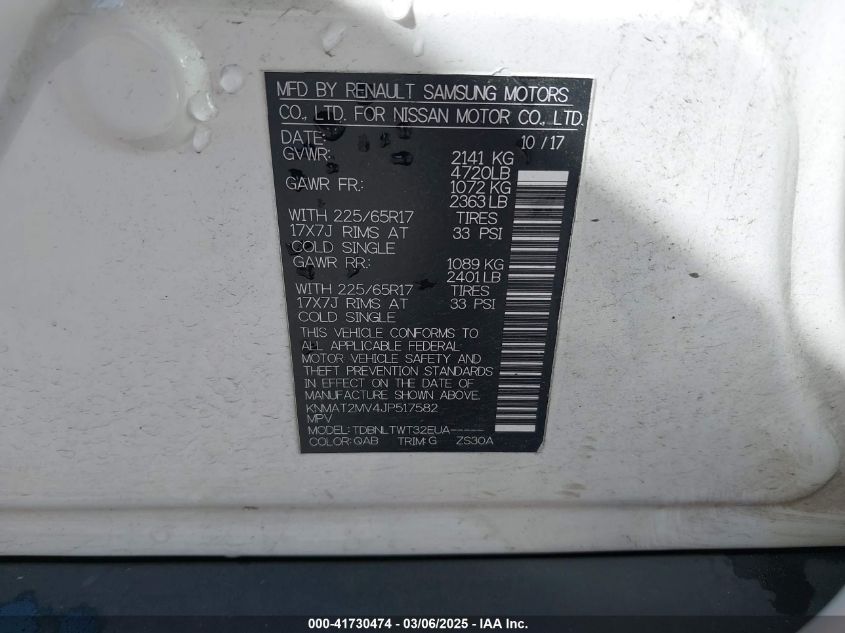 MFD BY RENAULT SAMSUNG MOTORS
CO., LTD. FOR NISSAN MOTOR CO., LTD.
DATE: 10 / 17
GVWR: 2141 KG
4720LB
GAWR FR: 1072 KG
2363 LB
WITH 225/65R17 TIRES
17X7J RIMS AT 33 PSI
COLD SINGLE
GAWR RR: 1089 KG
2401 LB
WITH 225/65R17 TIRES
17X7J RIMS AT 33 PSI
COLD SINGLE
THIS VEHICLE CONFORMS TO
ALL APPLICABLE FEDERAL
MOTOR VEHICLE SAFETY AND
THEFT PREVENTION STANDARDS
IN EFFECT ON THE DATE OF
MANUFACTURE SHOWN ABOVE.
KNMAT2MV4JP517582
MPV
MODEL: TDBNLTWT32EUA-----
COLOR: QAB TRIM: G ZS30A
000-41730474 - 03/06/2025 - IAA Inc.